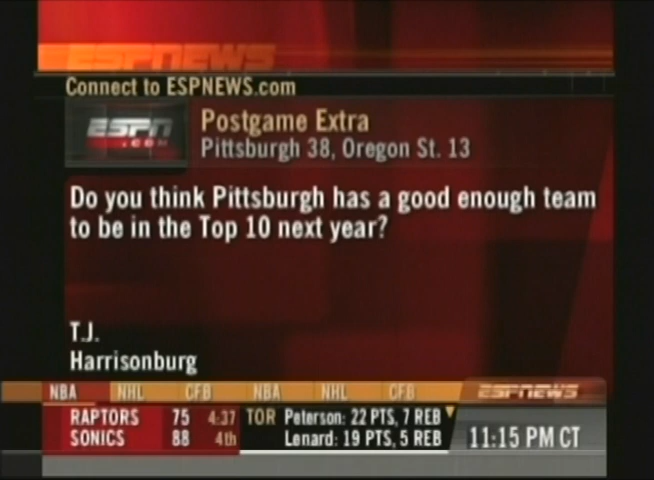 ESPNEWS
Connect to ESPNEWS.com
ESPN
.COM
Postgame Extra
Pittsburgh 38, Oregon St. 13
Do you think Pittsburgh has a good enough team
to be in the Top 10 next year?
T.J.
Harrisonburg
NBA NHL CFB NBA NHL CFB ESPNEWS
RAPTORS 75 4:37 TOR Peterson: 22 PTS, 7 REB
SONICS 88 4th Lenard: 19 PTS, 5 REB
11:15 PM CT